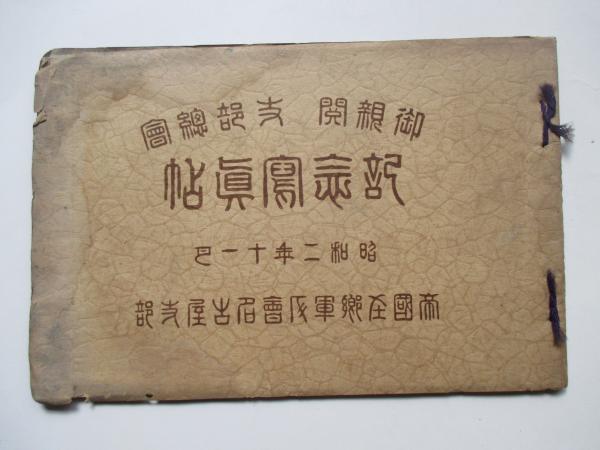 御親閲 支部總會
記念寫眞帖
昭和二年十一月
帝國在鄉軍人會名古屋支部